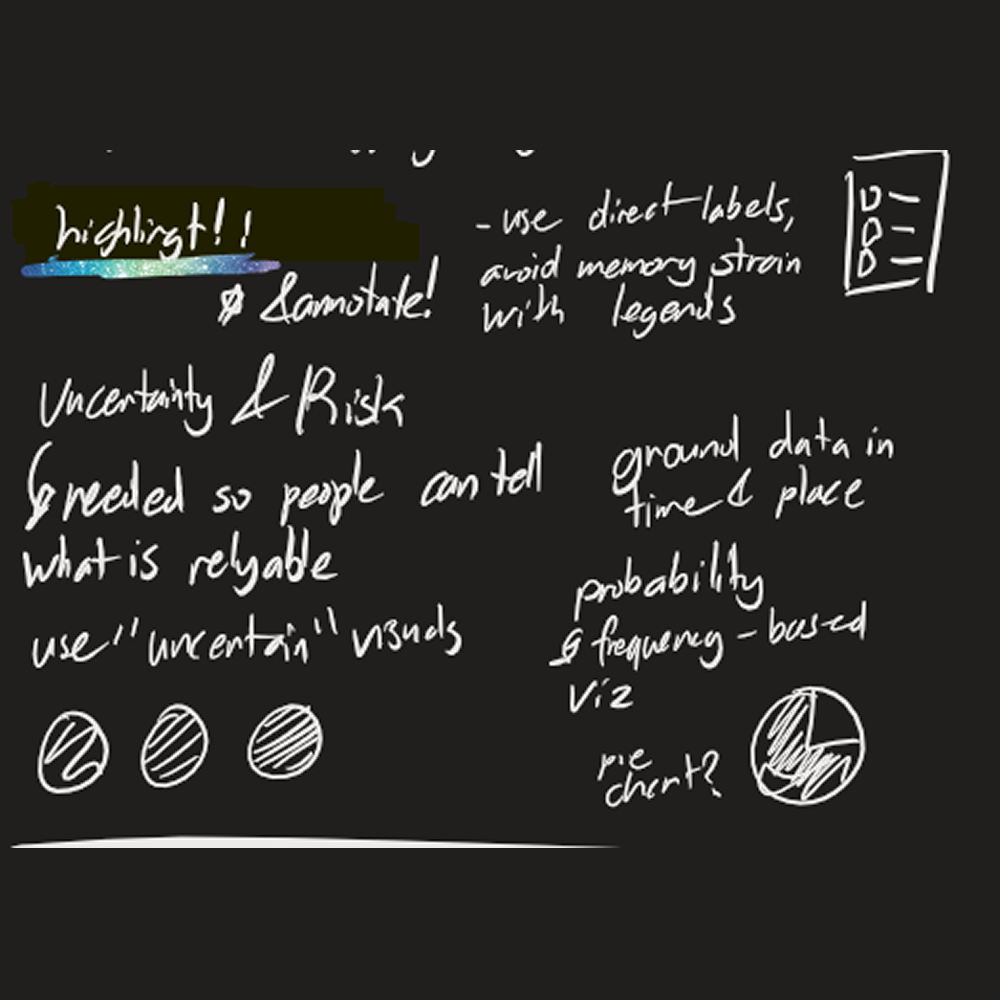 highlingt!!
& annotate!
- use direct labels,
avoid memory strain
with legends
Uncertainty & Risk
needed so people can tell
what is relyable
use "uncertain" visuals
ground data in
time & place
probability
& frequency-based
viz
pie
chart?